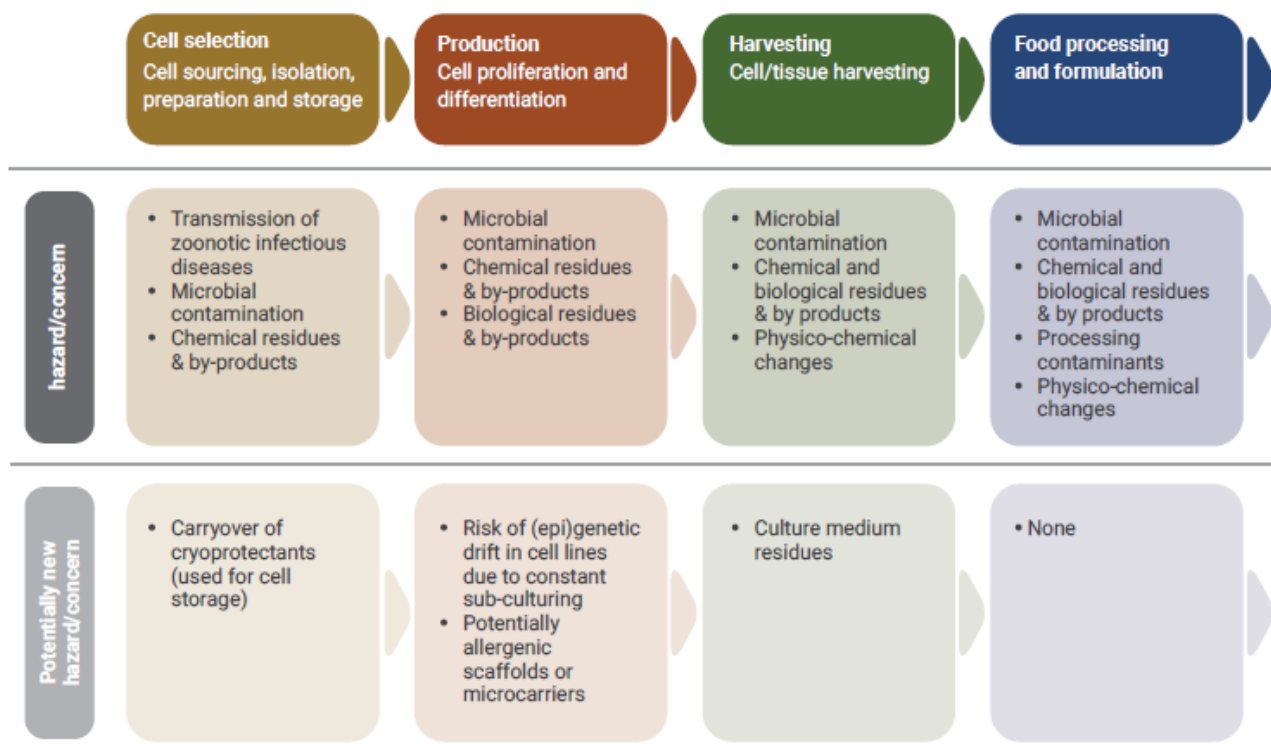 Cell selection
Cell sourcing, isolation,
preparation and storage
Production
Cell proliferation and
differentiation
Harvesting
Cell/tissue harvesting
Food processing
and formulation
hazard/concern
• Transmission of
zoonotic infectious
diseases
• Microbial
contamination
• Chemical residues
& by-products
• Microbial
contamination
• Chemical residues
& by-products
• Biological residues
& by-products
• Microbial
contamination
• Chemical and
biological residues
& by products
• Physico-chemical
changes
• Microbial
contamination
• Chemical and
biological residues
& by products
• Processing
contaminants
• Physico-chemical
changes
Potentially new
hazard/concern
• Carryover of
cryoprotectants
(used for cell
storage)
• Risk of (epi)genetic
drift in cell lines
due to constant
sub-culturing
• Potentially
allergenic
scaffolds or
microcarriers
• Culture medium
residues
• None